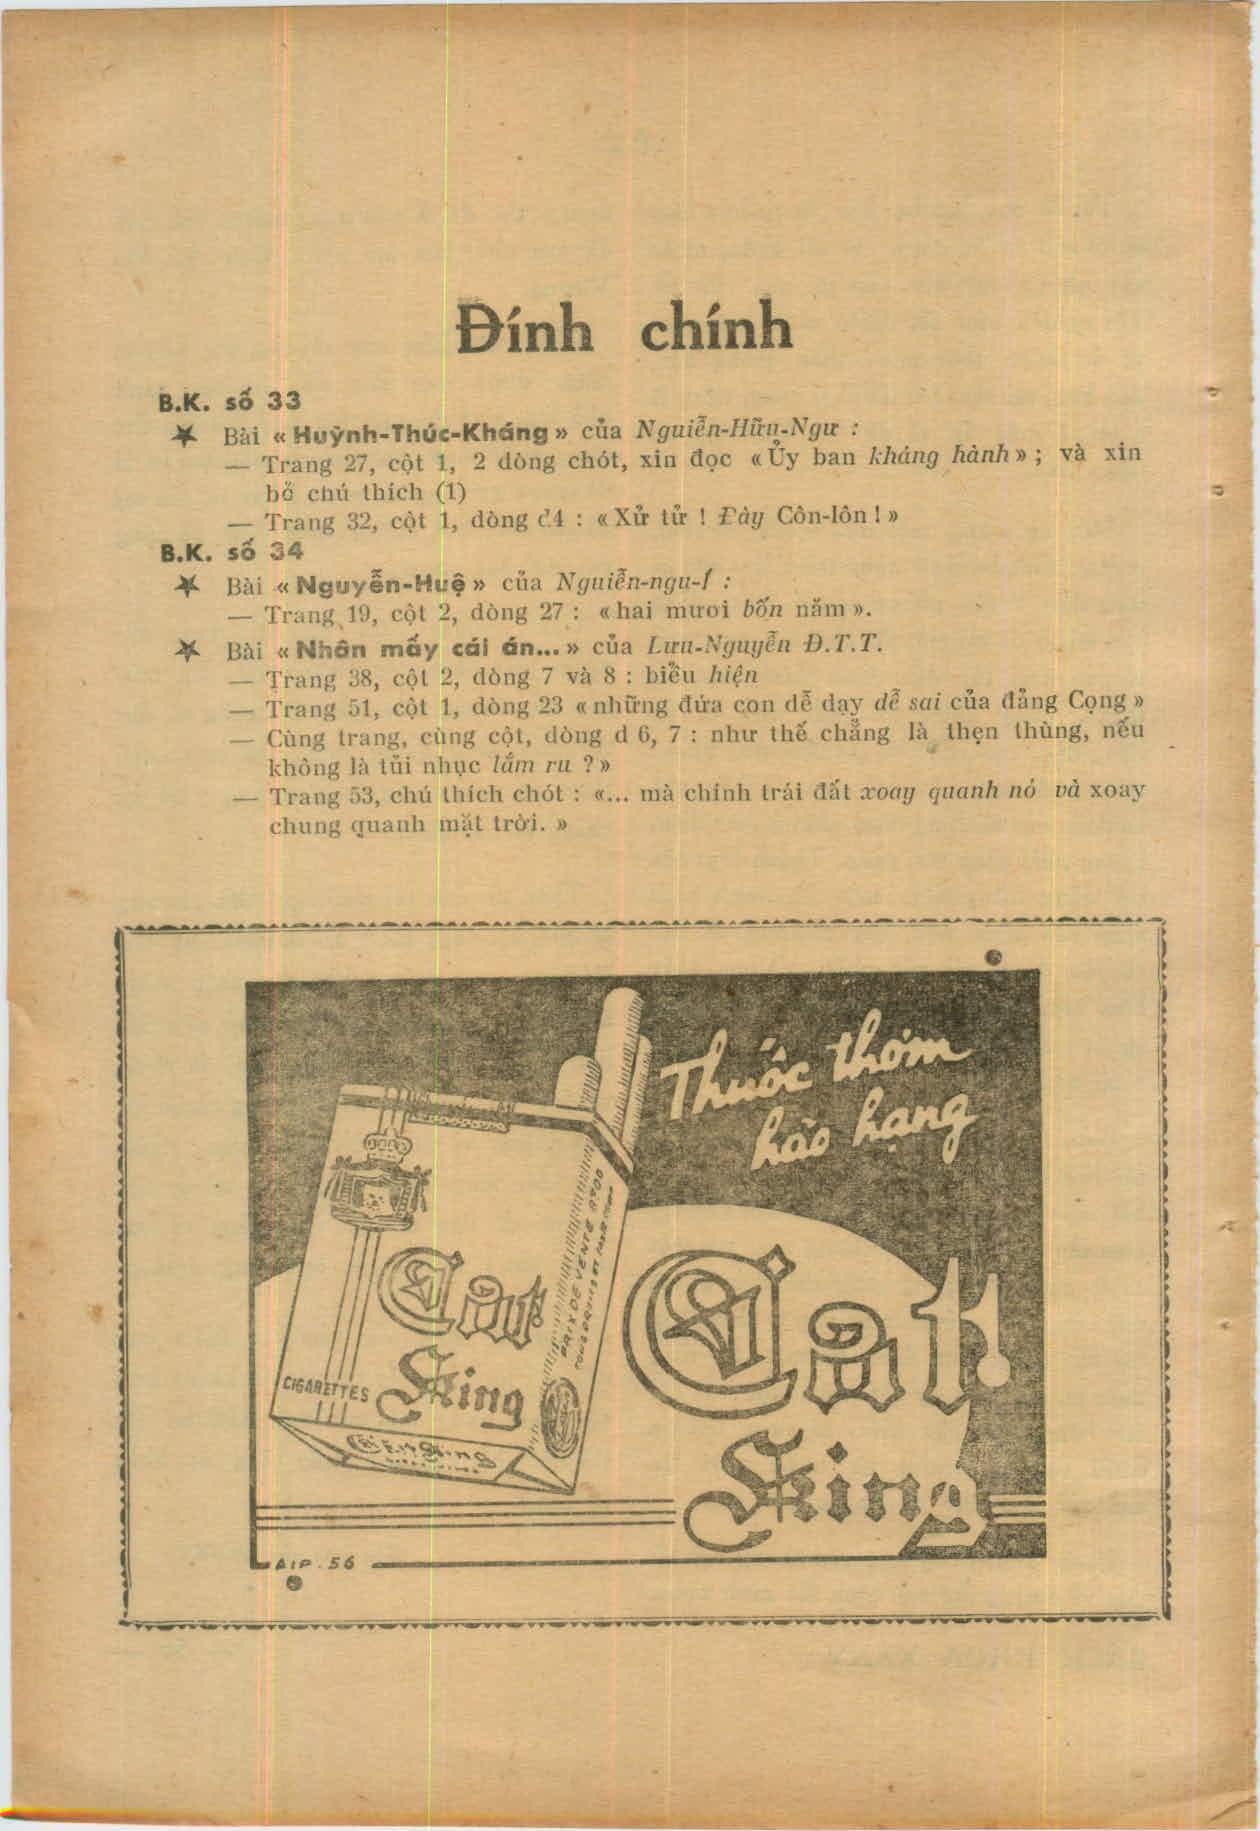 Đính chính
B.K. số 33
★ Bài «Huỳnh-Thúc-Kháng» của Nguiễn-Hữu-Ngư :
— Trang 27, cột 1, 2 dòng chót, xin đọc «Ủy ban kháng hành» ; và xin
bỏ chú thích (1)
— Trang 32, cột 1, dòng d.4 : «Xử tử ! Đày Côn-lôn !»
B.K. số 34
★ Bài «Nguyễn-Huệ» của Nguiễn-ngu-Í :
— Trang 19, cột 2, dòng 27 : «hai mươi bốn năm».
★ Bài «Nhân mấy cái án...» của Lưu-Nguyễn Đ.T.T.
— Trang 38, cột 2, dòng 7 và 8 : biểu hiện
— Trang 51, cột 1, dòng 23 «những đứa con dễ dạy dễ sai của đảng Cọng»
— Cùng trang, cùng cột, dòng d 6, 7 : như thế chẳng là thẹn thùng, nếu
không là tủi nhục lắm ru ?»
— Trang 53, chú thích chót : «... mà chính trái đất xoay quanh nó và xoay
chung quanh mặt trời. »
Thuốc thơm
hảo hạng
Cat
King
CIGARETTES
PRIX DE VENTE
Cat
King
A.I.P. 56